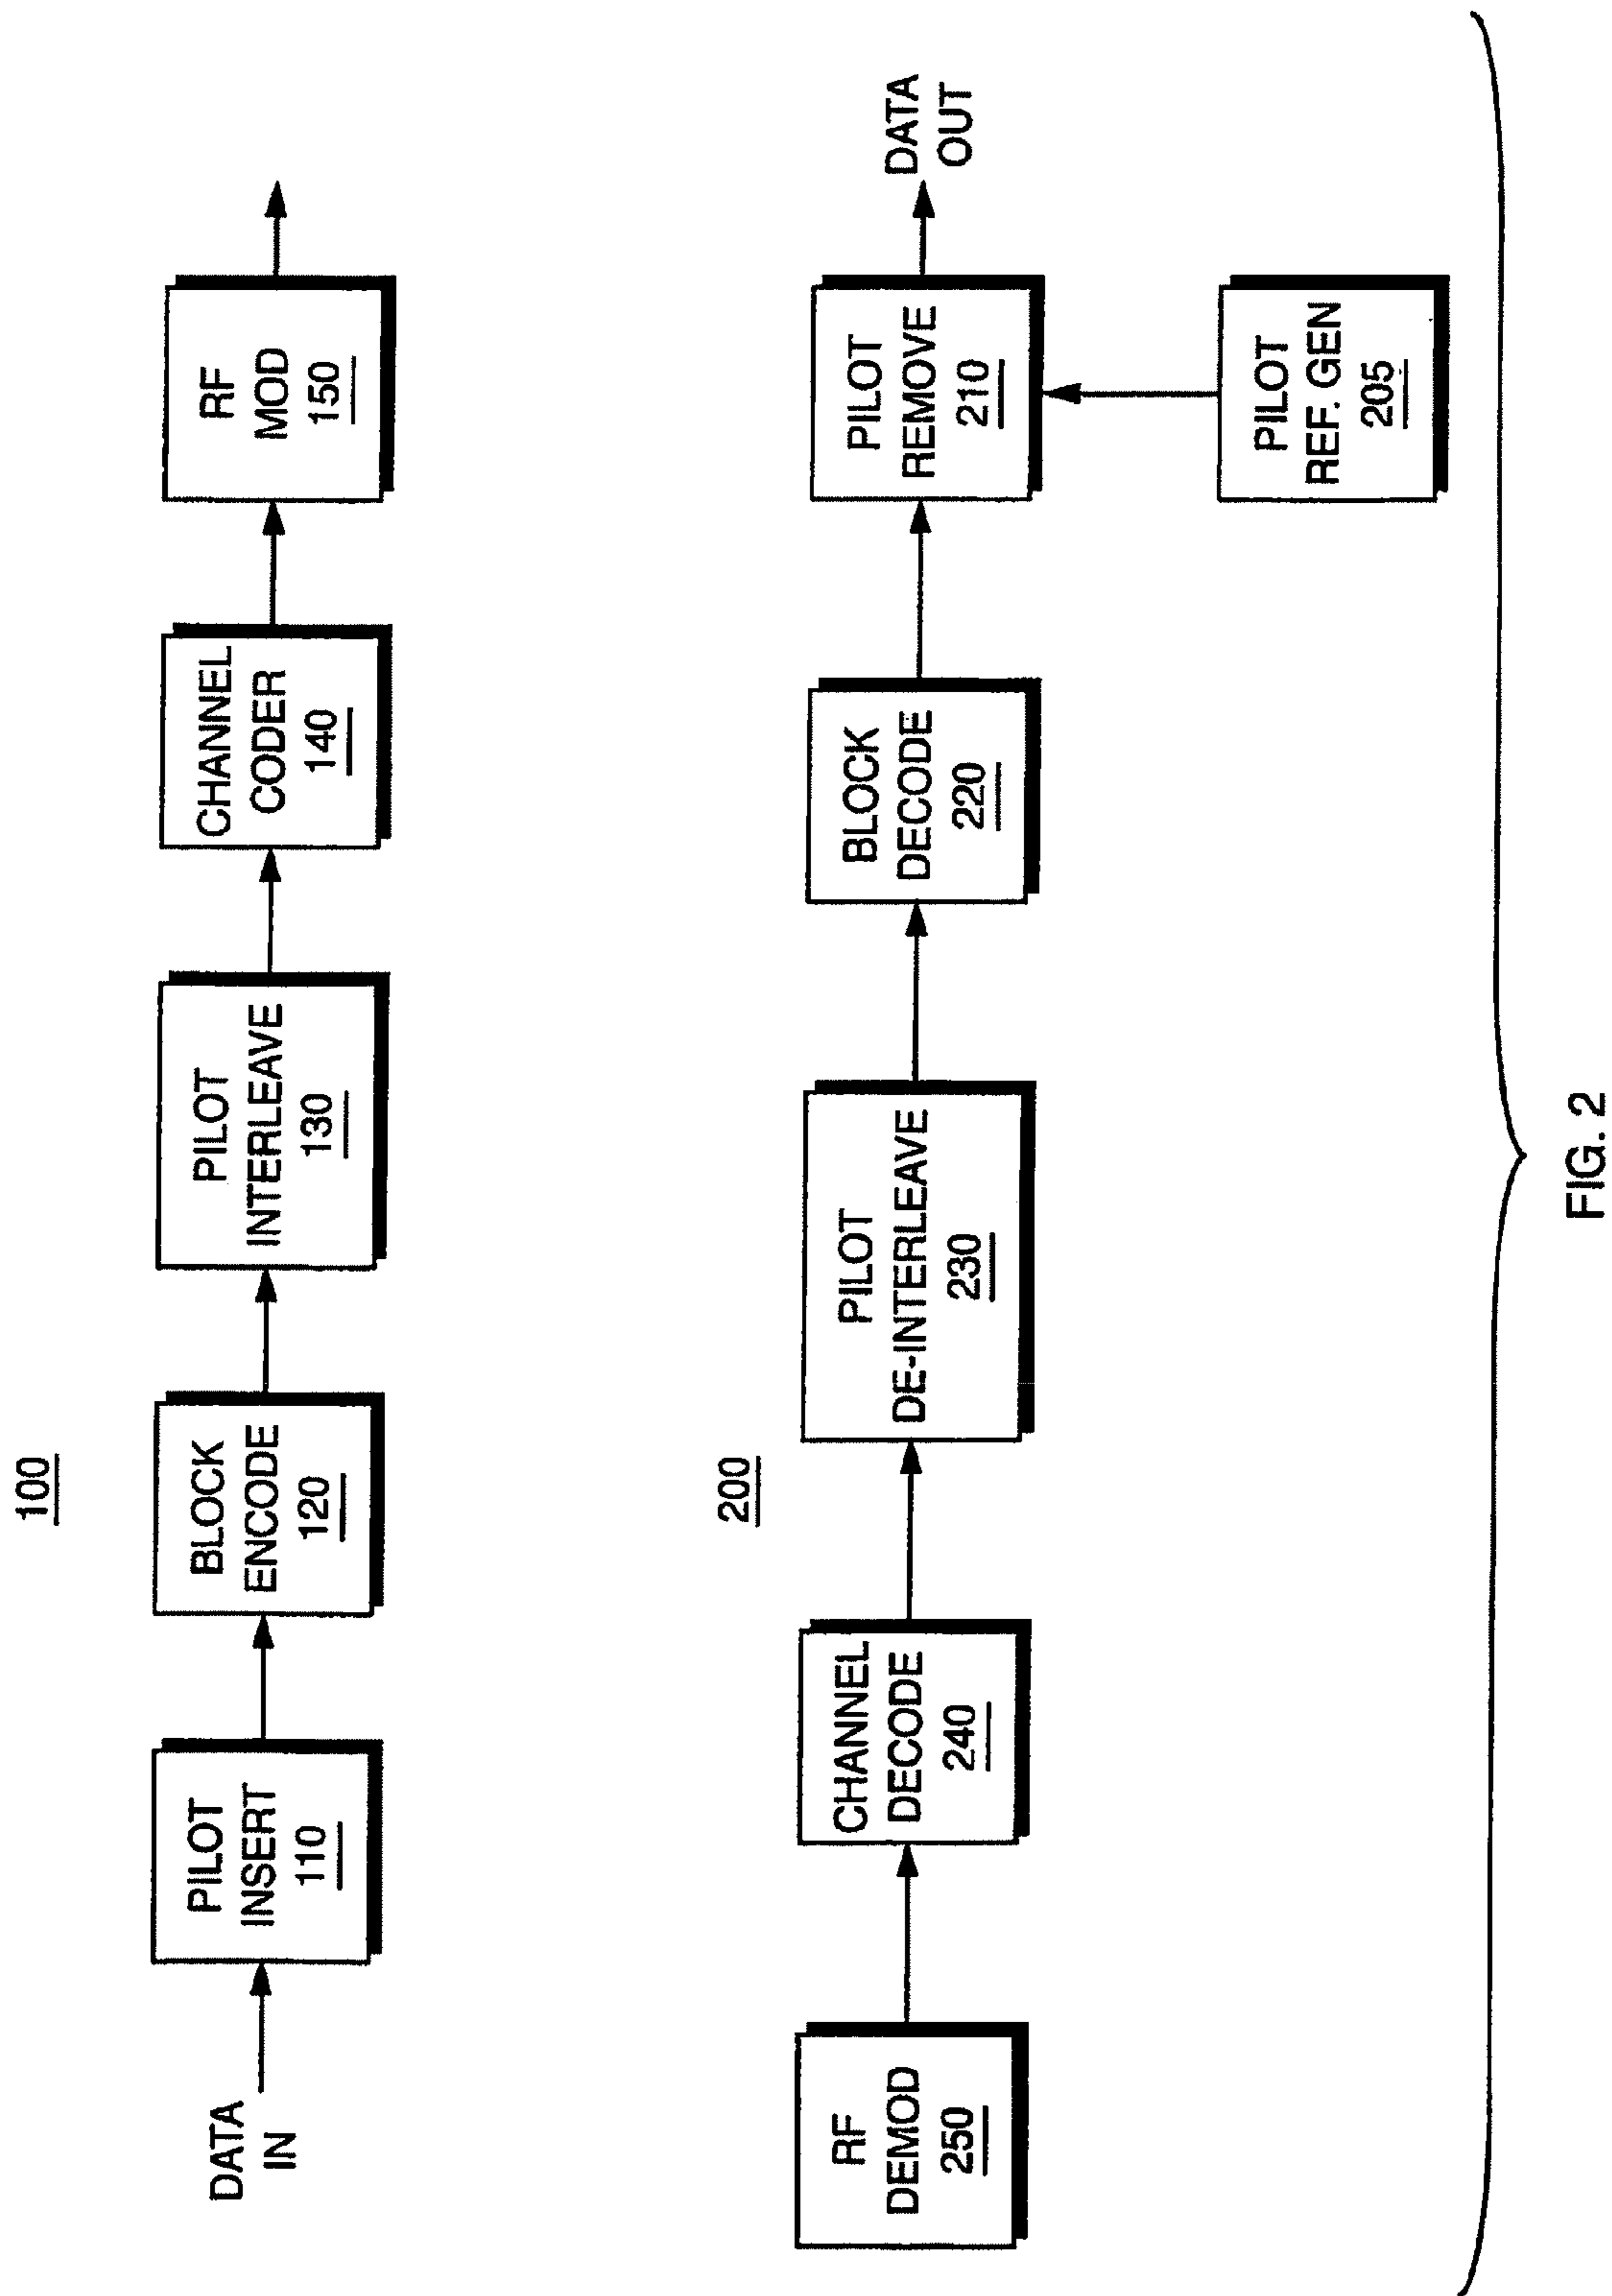 100
DATA
IN
PILOT
INSERT
110
BLOCK
ENCODE
120
PILOT
INTERLEAVE
130
CHANNEL
CODER
140
RF
MOD
150
200
RF
DEMOD
250
CHANNEL
DECODE
240
PILOT
DE-INTERLEAVE
230
BLOCK
DECODE
220
PILOT
REMOVE
210
DATA
OUT
PILOT
REF. GEN
205
FIG. 2